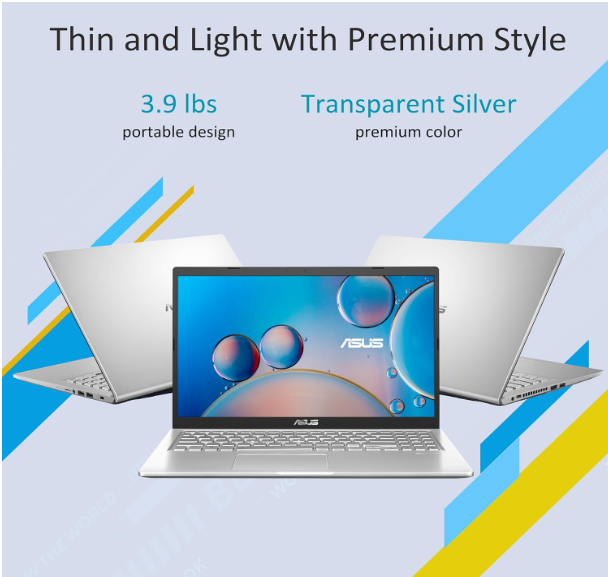 Thin and Light with Premium Style
3.9 lbs
portable design
Transparent Silver
premium color
ASUS
ASUS